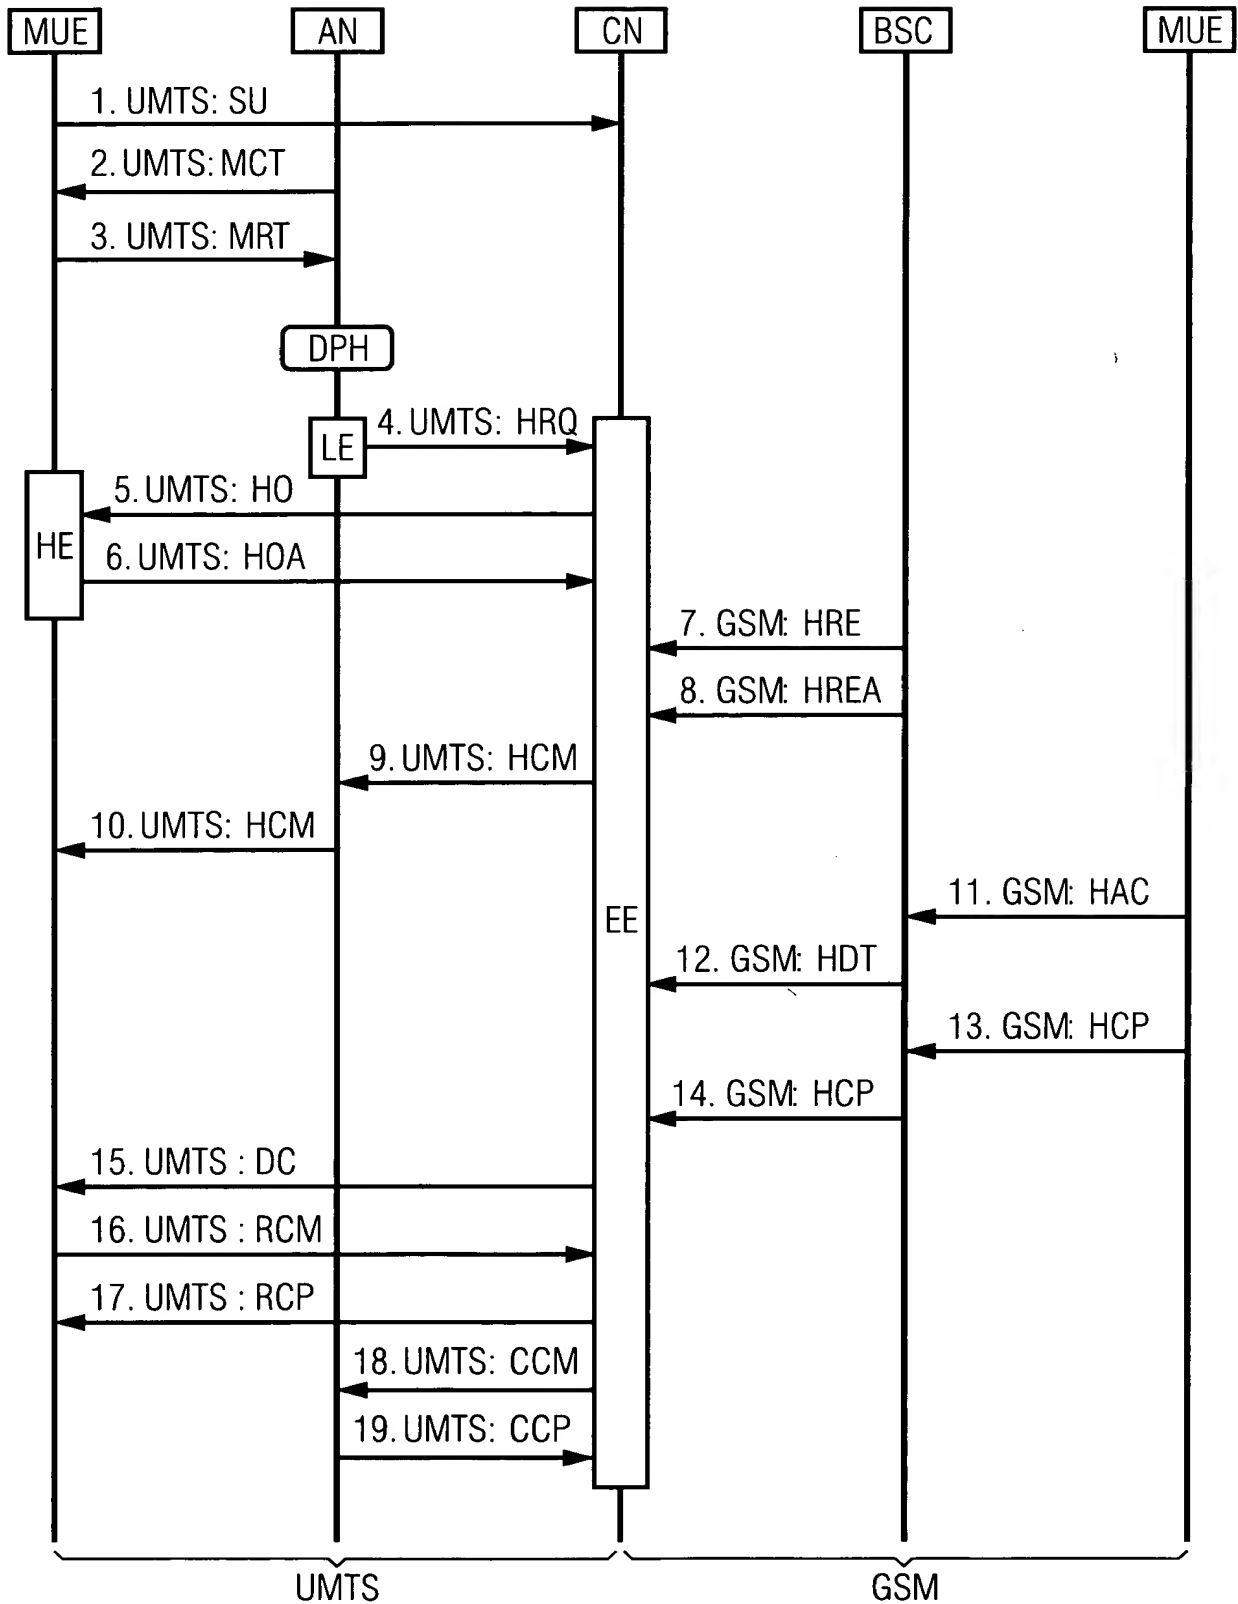 MUE AN CN BSC MUE
1. UMTS: SU
2. UMTS: MCT
3. UMTS: MRT
DPH
LE
4. UMTS: HRQ
5. UMTS: HO
HE
6. UMTS: HOA
7. GSM: HRE
8. GSM: HREA
9. UMTS: HCM
10. UMTS: HCM
11. GSM: HAC
EE
12. GSM: HDT
13. GSM: HCP
14. GSM: HCP
15. UMTS : DC
16. UMTS : RCM
17. UMTS : RCP
18. UMTS: CCM
19. UMTS: CCP
UMTS GSM